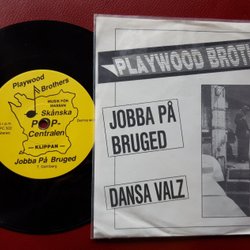 Playwood
Brothers
MUSIK FÖR
MASSAN
Skånska
POP-
Centralen
— KLIPPAN —
Jobba På Bruged
PLAYWOOD BROTH
JOBBA PÅ
BRUGED
DANSA VALZ